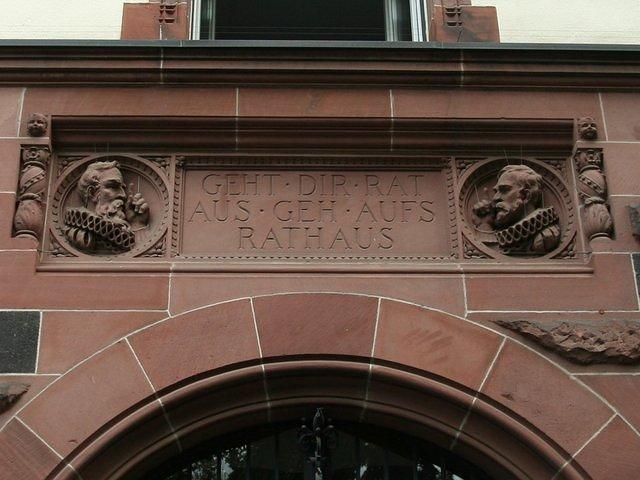 GEHT · DIR · RAT
AUS · GEH · AUFS
RATHAUS